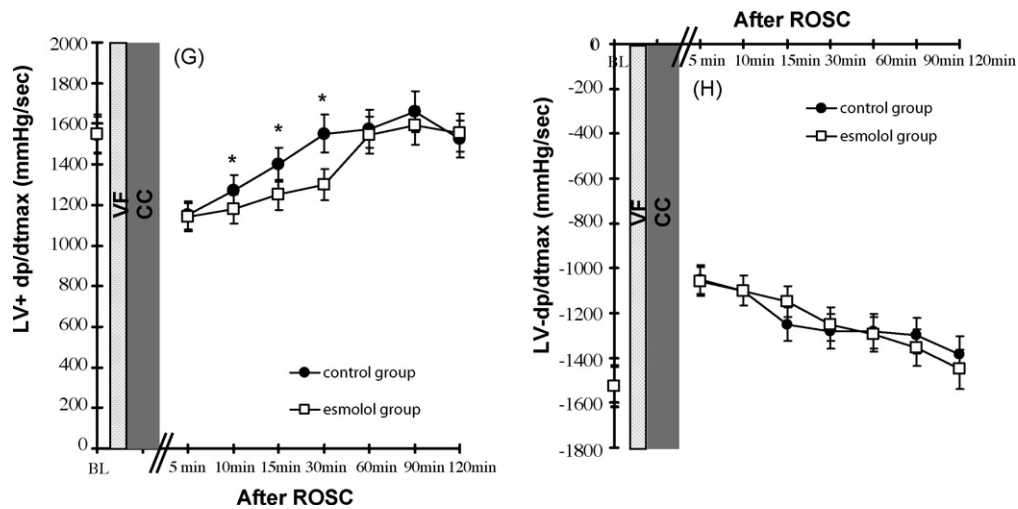 (G)
LV+ dp/dtmax (mmHg/sec)
2000
1800
1600
1400
1200
1000
800
600
400
200
0
VF
CC
*
*
*
control group
esmolol group
BL
5 min 10min 15min 30min 60min 90min 120min
After ROSC
After ROSC
5 min 10min 15min 30min 60min 90min 120min
BL
(H)
LV-dp/dtmax (mmHg/sec)
0
-200
-400
-600
-800
-1000
-1200
-1400
-1600
-1800
VF
CC
control group
esmolol group